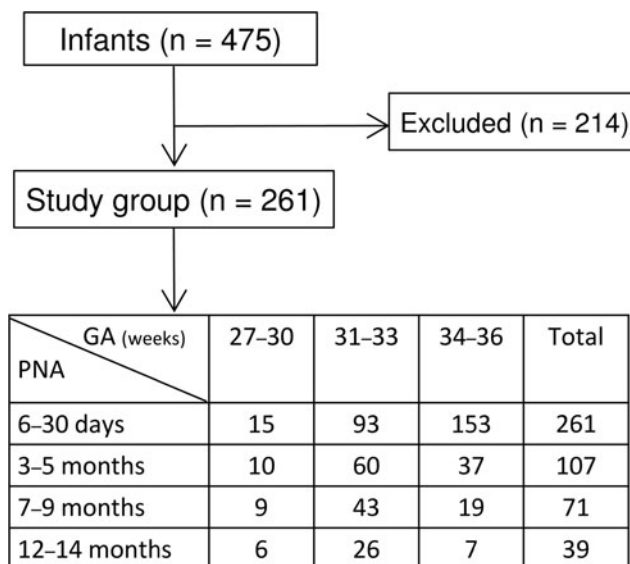 Infants (n = 475)
Excluded (n = 214)
Study group (n = 261)
GA (weeks) 27–30 31–33 34–36 Total
PNA
6–30 days 15 93 153 261
3–5 months 10 60 37 107
7–9 months 9 43 19 71
12–14 months 6 26 7 39